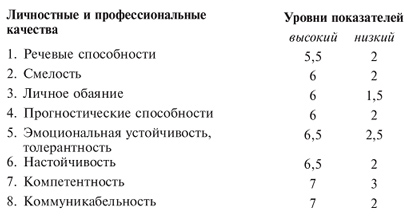 Личностные и профессиональные Уровни показателей
качества высокий низкий
1. Речевые способности 5,5 2
2. Смелость 6 2
3. Личное обаяние 6 1,5
4. Прогностические способности 6 2
5. Эмоциональная устойчивость, 6,5 2,5
толерантность
6. Настойчивость 6,5 2
7. Компетентность 7 3
8. Коммуникабельность 7 2